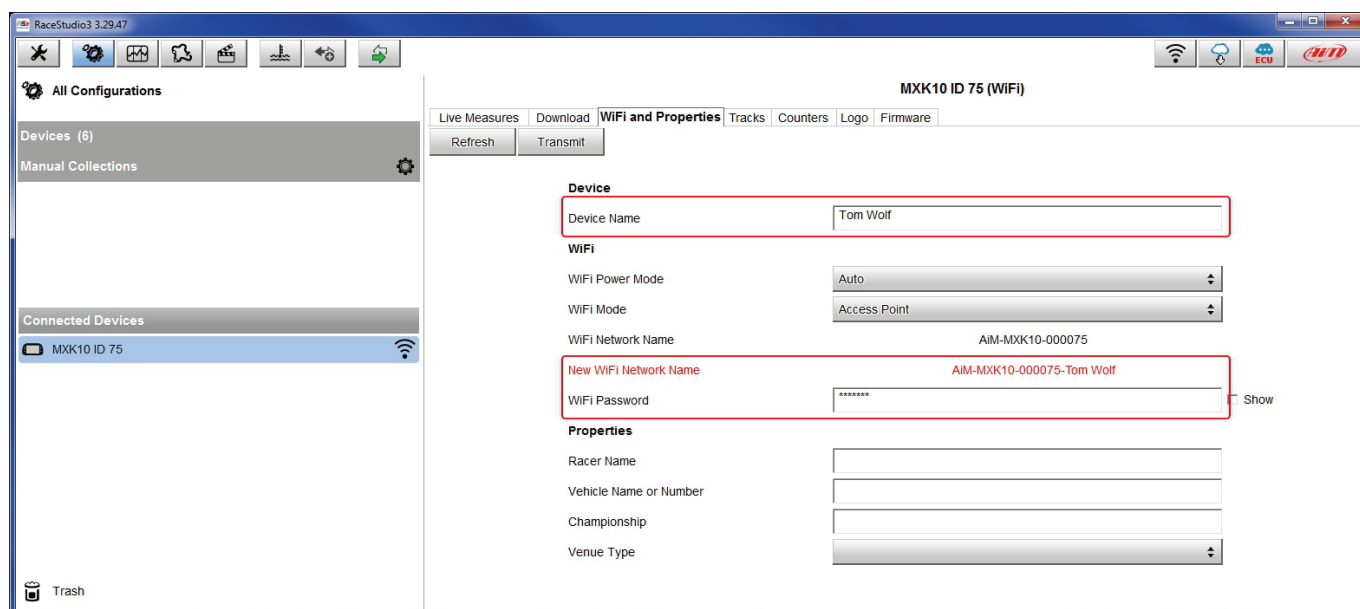 RaceStudio3 3.29.47
ECU
AiM
All Configurations
MXK10 ID 75 (WiFi)
Live Measures Download WiFi and Properties Tracks Counters Logo Firmware
Devices (6)
Refresh Transmit
Manual Collections
Device
Device Name Tom Wolf
WiFi
WiFi Power Mode Auto
WiFi Mode Access Point
Connected Devices
WiFi Network Name AiM-MXK10-000075
MXK10 ID 75
New WiFi Network Name AiM-MXK10-000075-Tom Wolf
WiFi Password ******* Show
Properties
Racer Name
Vehicle Name or Number
Championship
Venue Type
Trash